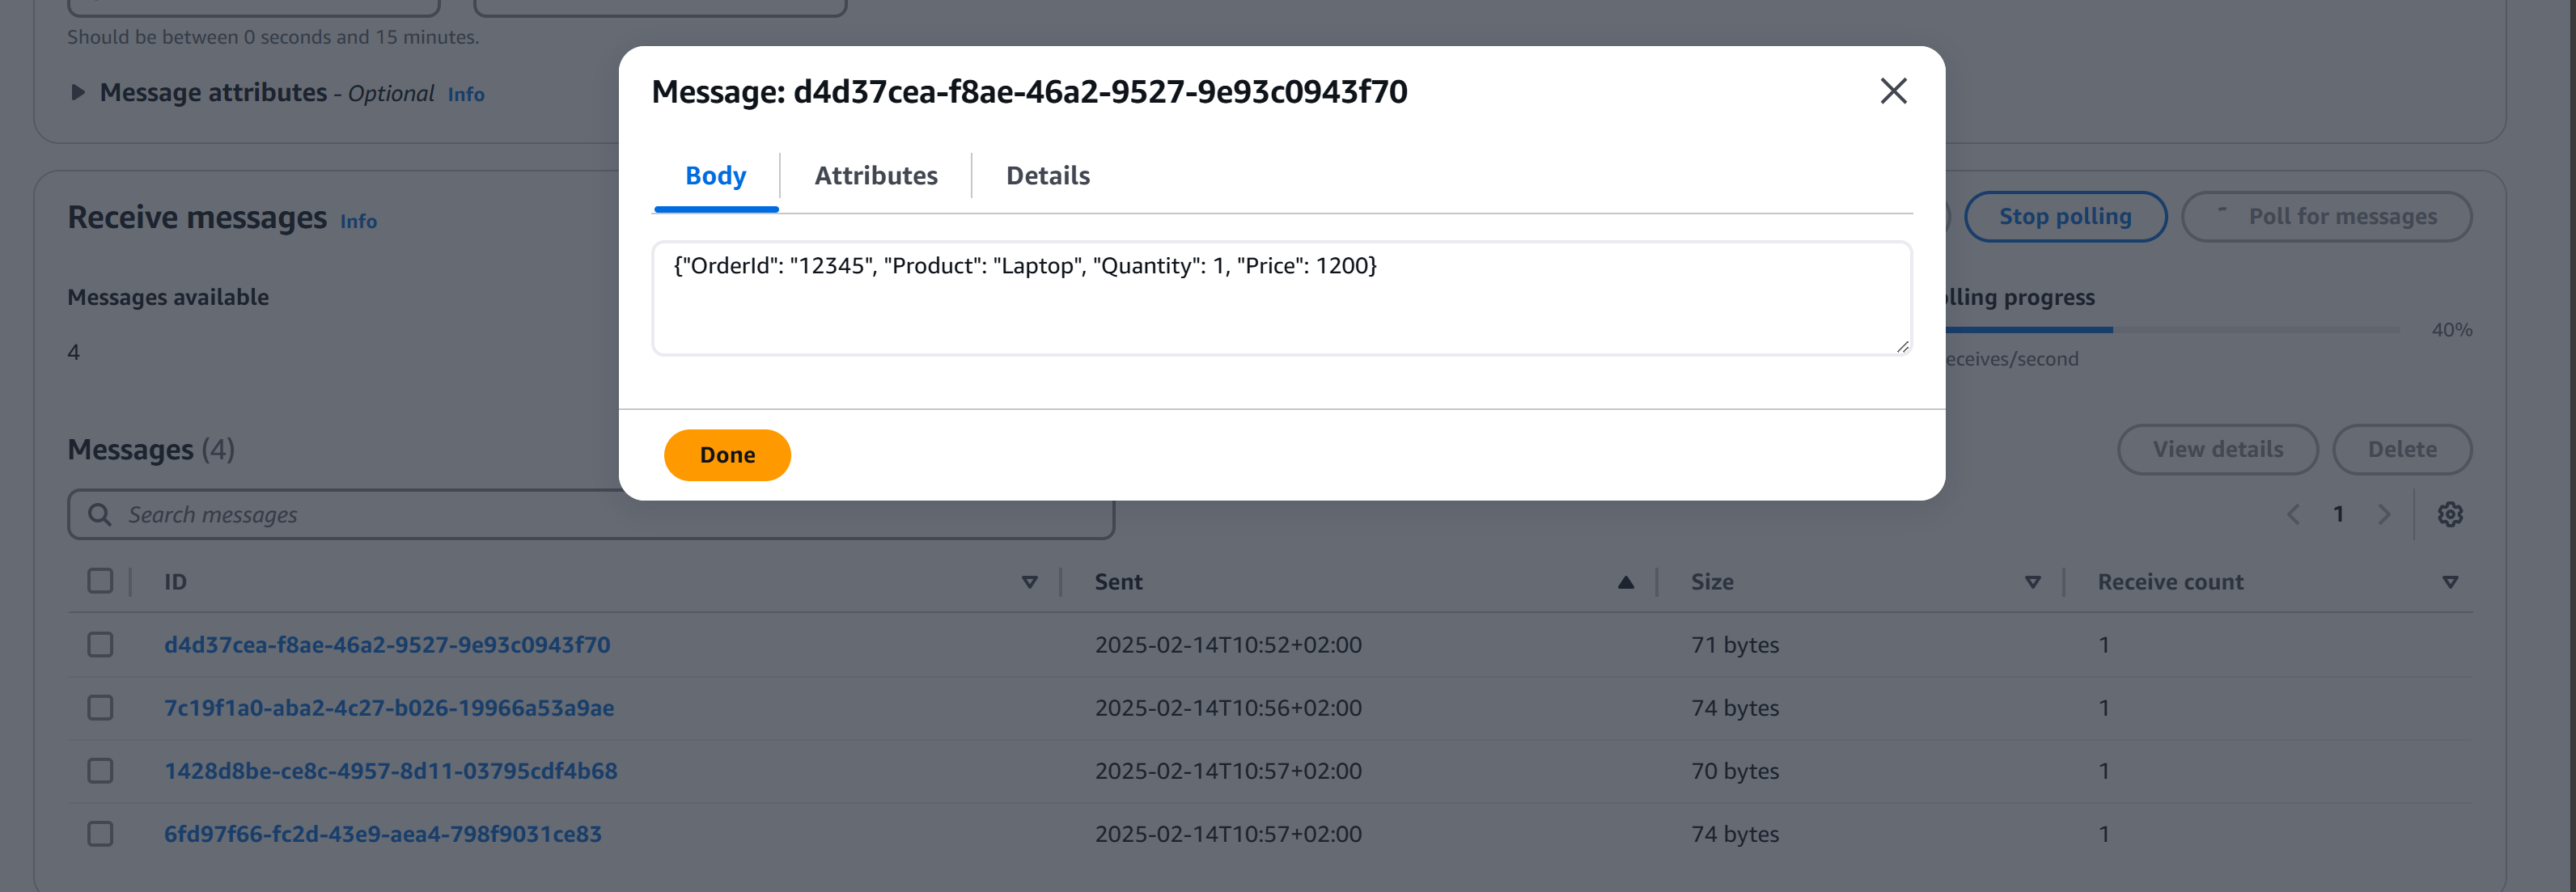 Should be between 0 seconds and 15 minutes.
Message attributes - Optional Info
Message: d4d37cea-f8ae-46a2-9527-9e93c0943f70
Body Attributes Details
{"OrderId": "12345", "Product": "Laptop", "Quantity": 1, "Price": 1200}
Done
Receive messages Info
Stop polling
Poll for messages
Messages available
4
lling progress
40%
eceives/second
Messages (4)
View details
Delete
Search messages
1
ID Sent Size Receive count
d4d37cea-f8ae-46a2-9527-9e93c0943f70 2025-02-14T10:52+02:00 71 bytes 1
7c19f1a0-aba2-4c27-b026-19966a53a9ae 2025-02-14T10:56+02:00 74 bytes 1
1428d8be-ce8c-4957-8d11-03795cdf4b68 2025-02-14T10:57+02:00 70 bytes 1
6fd97f66-fc2d-43e9-aea4-798f9031ce83 2025-02-14T10:57+02:00 74 bytes 1